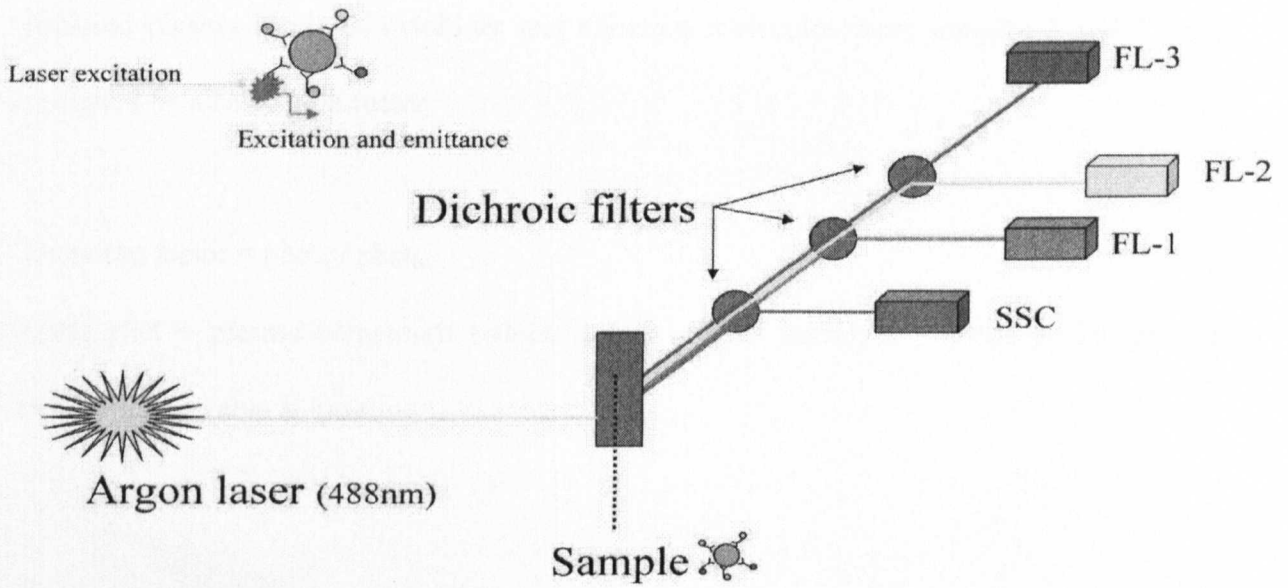 FL-3
Laser excitation
Excitation and emittance
FL-2
Dichroic filters
FL-1
SSC
Argon laser (488nm)
Sample